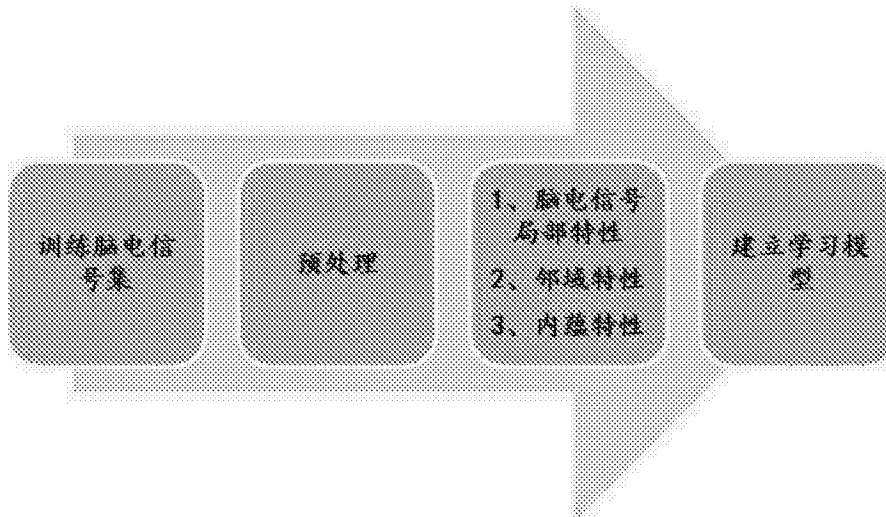 训练脑电信
号集
预处理
1、脑电信号
局部特性
2、邻域特性
3、内蕴特性
建立学习模
型